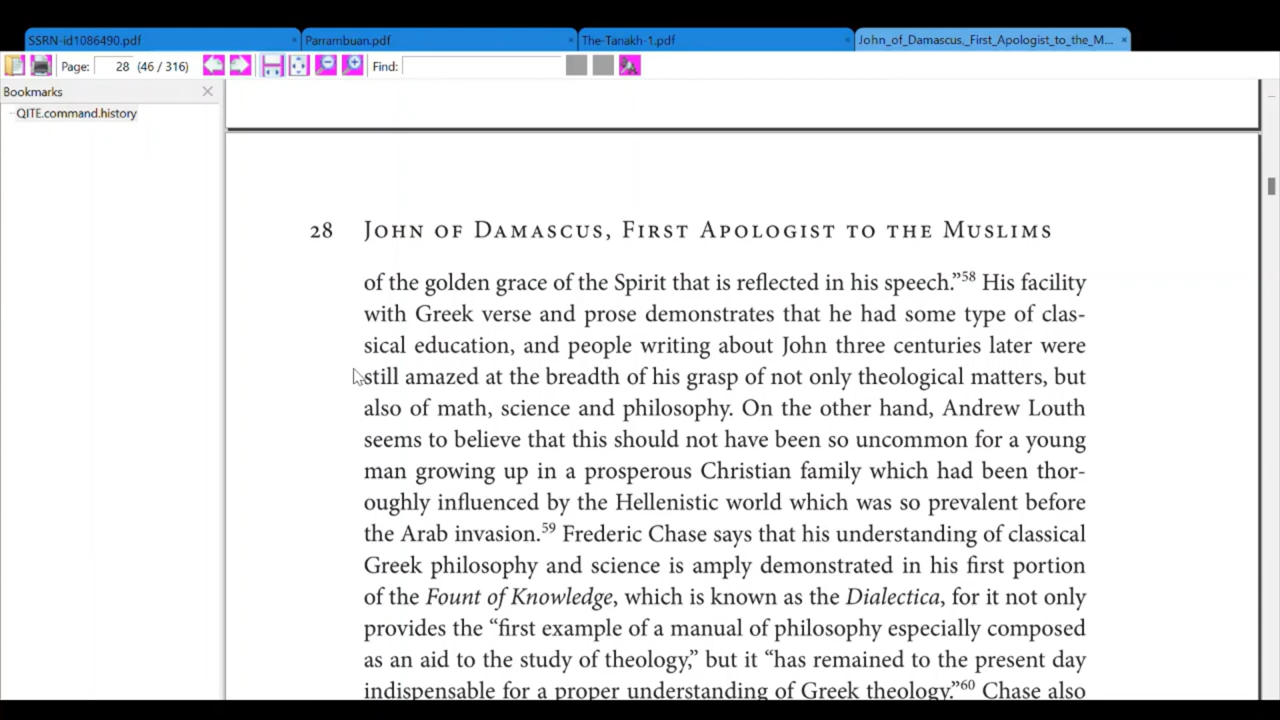 SSRN-id1086490.pdf
Parrambuan.pdf
The-Tanakh-1.pdf
John_of_Damascus,_First_Apologist_to_the_M...
Page: 28 (46 / 316)
Find:
Bookmarks
QITE.command.history
28 JOHN OF DAMASCUS, FIRST APOLOGIST TO THE MUSLIMS
of the golden grace of the Spirit that is reflected in his speech.”58 His facility
with Greek verse and prose demonstrates that he had some type of clas-
sical education, and people writing about John three centuries later were
still amazed at the breadth of his grasp of not only theological matters, but
also of math, science and philosophy. On the other hand, Andrew Louth
seems to believe that this should not have been so uncommon for a young
man growing up in a prosperous Christian family which had been thor-
oughly influenced by the Hellenistic world which was so prevalent before
the Arab invasion.59 Frederic Chase says that his understanding of classical
Greek philosophy and science is amply demonstrated in his first portion
of the Fount of Knowledge, which is known as the Dialectica, for it not only
provides the “first example of a manual of philosophy especially composed
as an aid to the study of theology,” but it “has remained to the present day
indispensable for a proper understanding of Greek theology.”60 Chase also